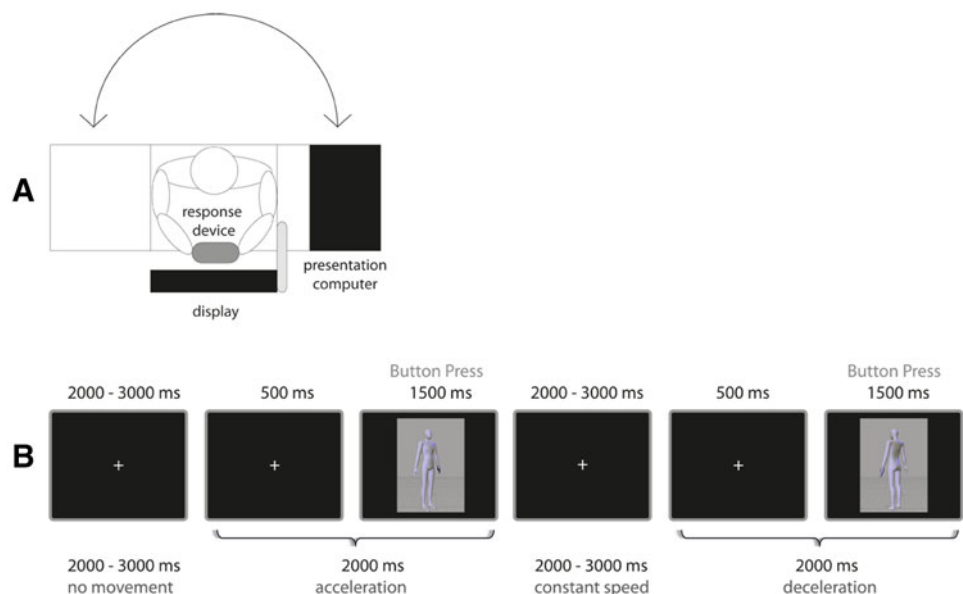 A
response
device
presentation
computer
display
Button Press
Button Press
2000 - 3000 ms
500 ms
1500 ms
2000 - 3000 ms
500 ms
1500 ms
B
2000 - 3000 ms
no movement
2000 ms
acceleration
2000 - 3000 ms
constant speed
2000 ms
deceleration